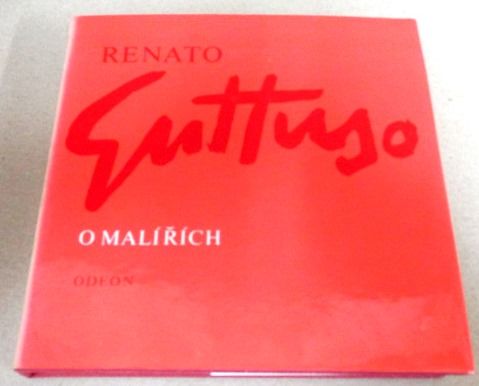 RENATO
Guttuso
O MALÍŘÍCH
ODEON